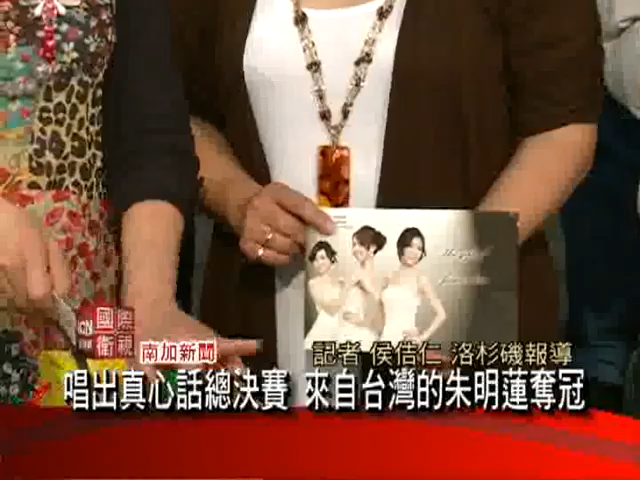 國際
衛視
ICN
南加新聞
記者 侯佶仁 洛杉磯報導
唱出真心話總決賽 來自台灣的朱明蓮奪冠